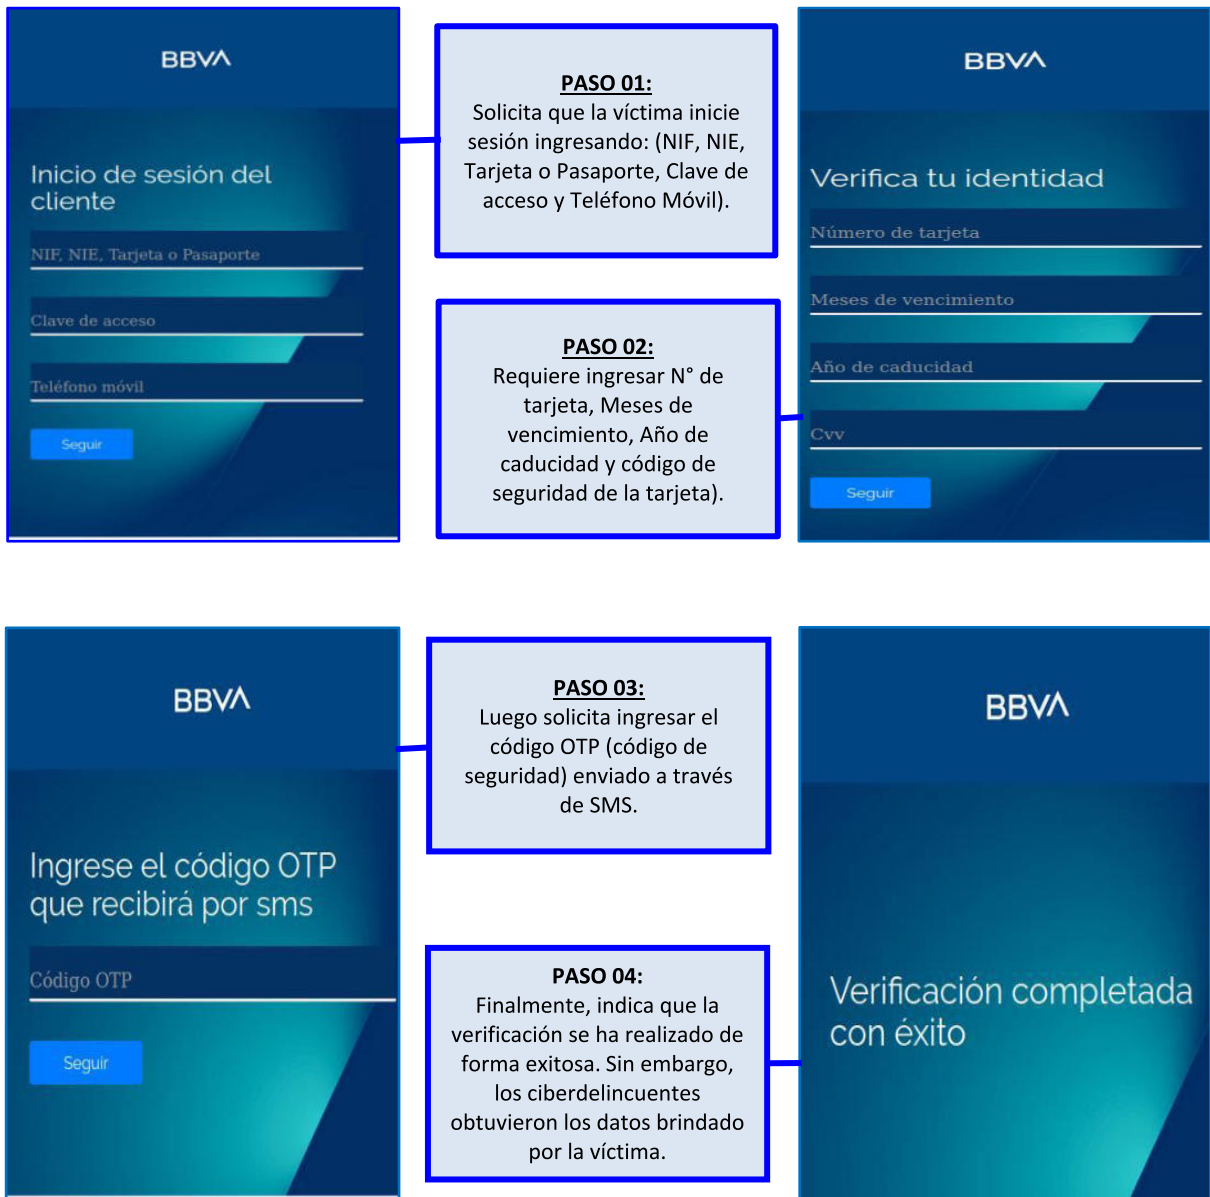 BBVA
Inicio de sesión del
cliente
NIF, NIE, Tarjeta o Pasaporte
Clave de acceso
Teléfono móvil
Seguir
PASO 01:
Solicita que la víctima inicie
sesión ingresando: (NIF, NIE,
Tarjeta o Pasaporte, Clave de
acceso y Teléfono Móvil).
PASO 02:
Requiere ingresar N° de
tarjeta, Meses de
vencimiento, Año de
caducidad y código de
seguridad de la tarjeta).
BBVA
Verifica tu identidad
Número de tarjeta
Meses de vencimiento
Año de caducidad
Cvv
Seguir
BBVA
Ingrese el código OTP
que recibirá por sms
Código OTP
Seguir
PASO 03:
Luego solicita ingresar el
código OTP (código de
seguridad) enviado a través
de SMS.
PASO 04:
Finalmente, indica que la
verificación se ha realizado de
forma exitosa. Sin embargo,
los ciberdelincuentes
obtuvieron los datos brindado
por la víctima.
BBVA
Verificación completada
con éxito